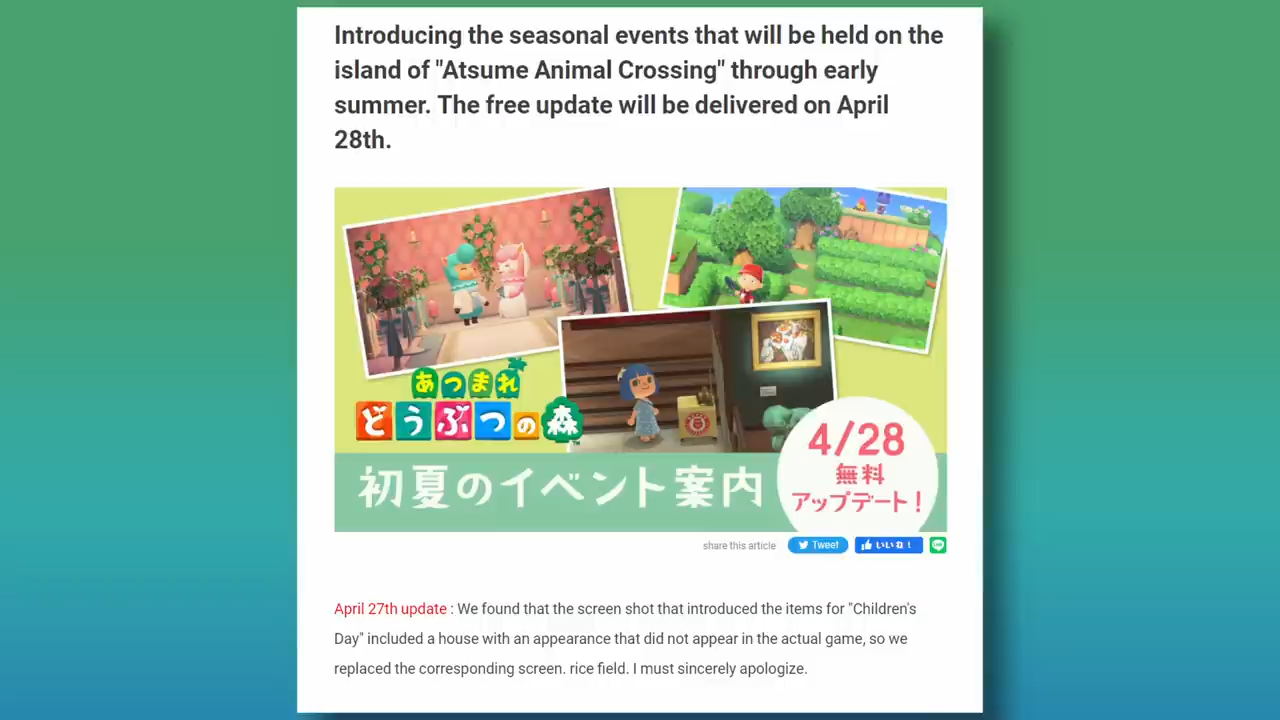 Introducing the seasonal events that will be held on the
island of "Atsume Animal Crossing" through early
summer. The free update will be delivered on April
28th.
あつまれ
どうぶつの森
TM
4/28
無料
アップデート！
初夏のイベント案内
share this article
Tweet
いいね！
LINE
April 27th update : We found that the screen shot that introduced the items for "Children's
Day" included a house with an appearance that did not appear in the actual game, so we
replaced the corresponding screen. rice field. I must sincerely apologize.